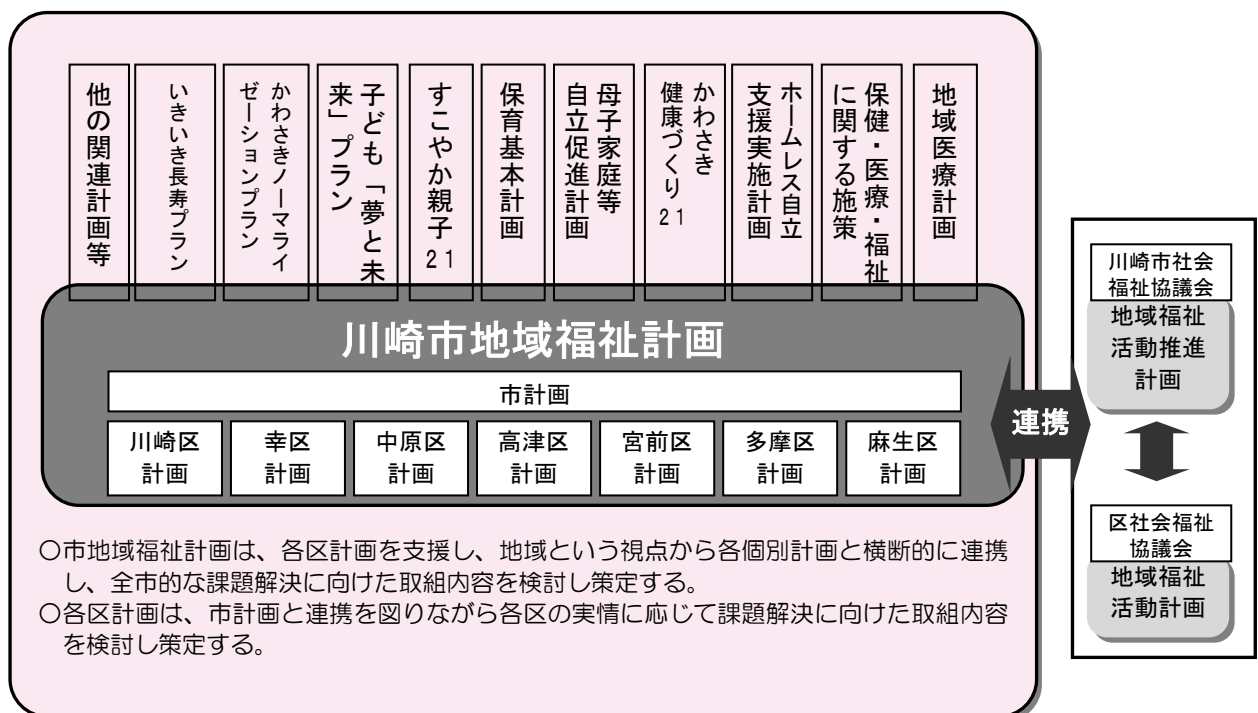 他の関連計画等
いきいき長寿プラン
かわさきノーマライ
ゼーションプラン
子ども「夢と未
来」プラン
すこやか親子21
保育基本計画
母子家庭等
自立促進計画
かわさき
健康づくり21
ホームレス自立
支援実施計画
保健・医療・福祉
に関する施策
地域医療計画
川崎市地域福祉計画
市計画
川崎区
計画
幸区
計画
中原区
計画
高津区
計画
宮前区
計画
多摩区
計画
麻生区
計画
○市地域福祉計画は、各区計画を支援し、地域という視点から各個別計画と横断的に連携
し、全市的な課題解決に向けた取組内容を検討し策定する。
○各区計画は、市計画と連携を図りながら各区の実情に応じて課題解決に向けた取組内容
を検討し策定する。
連携
川崎市社会
福祉協議会
地域福祉
活動推進
計画
区社会福祉
協議会
地域福祉
活動計画